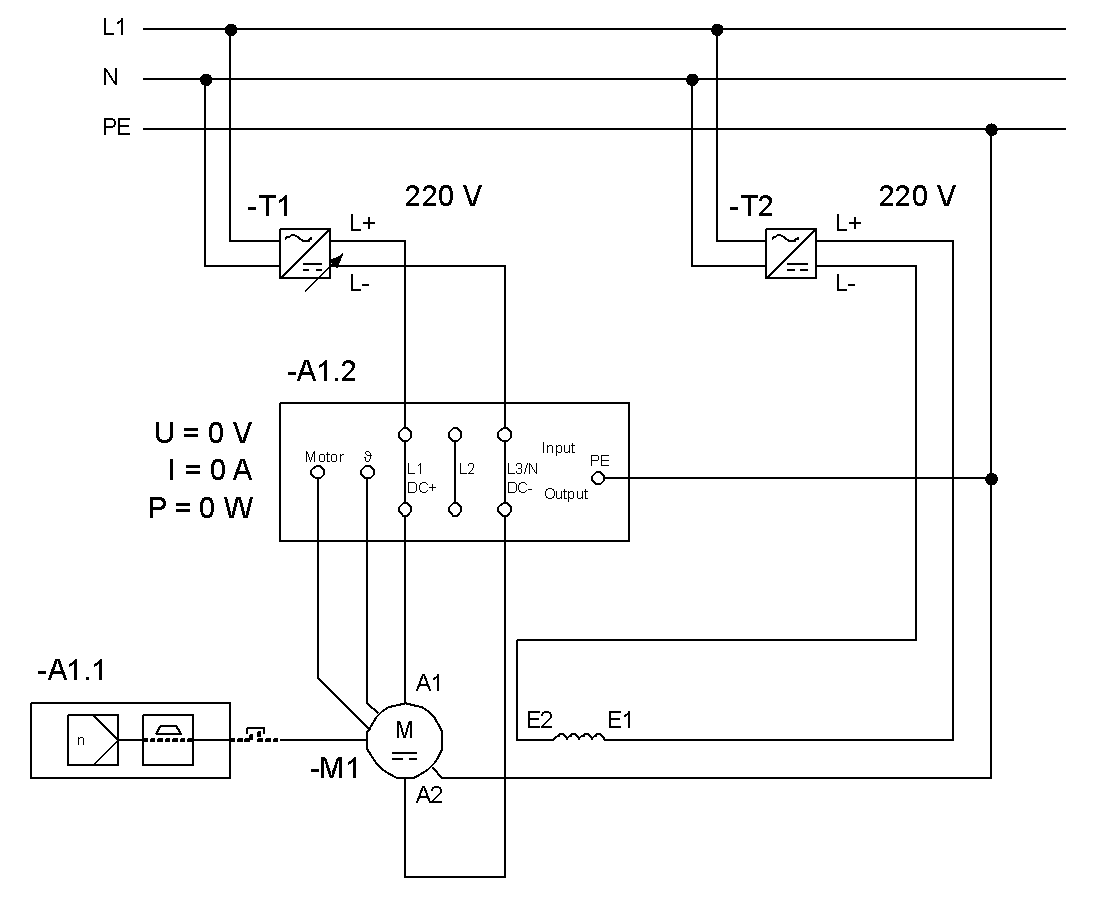 L1
N
PE
-T1
220 V
L+
L-
-T2
220 V
L+
L-
-A1.2
U = 0 V
I = 0 A
P = 0 W
Motor
ϑ
L1
DC+
L2
L3/N
DC-
Input
Output
PE
-A1.1
n
A1
M
-M1
A2
E2
E1